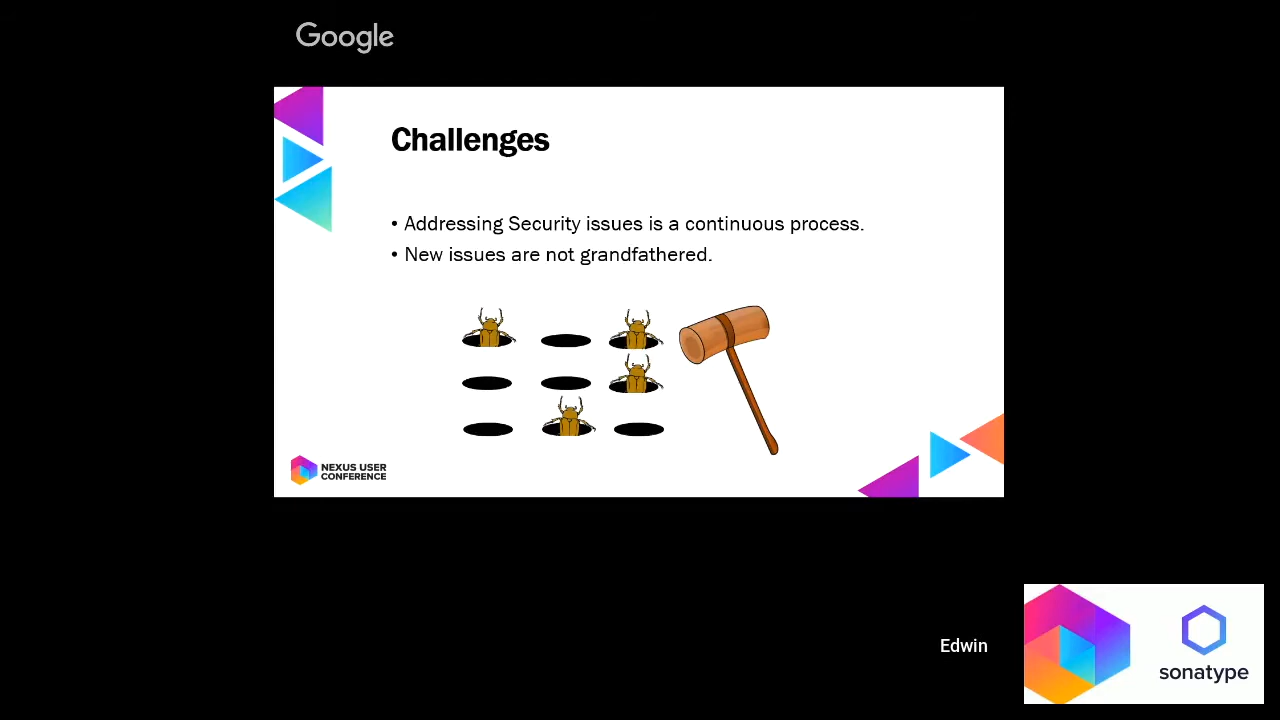 Google
Challenges
• Addressing Security issues is a continuous process.
• New issues are not grandfathered.
NEXUS USER
CONFERENCE
Edwin
sonatype